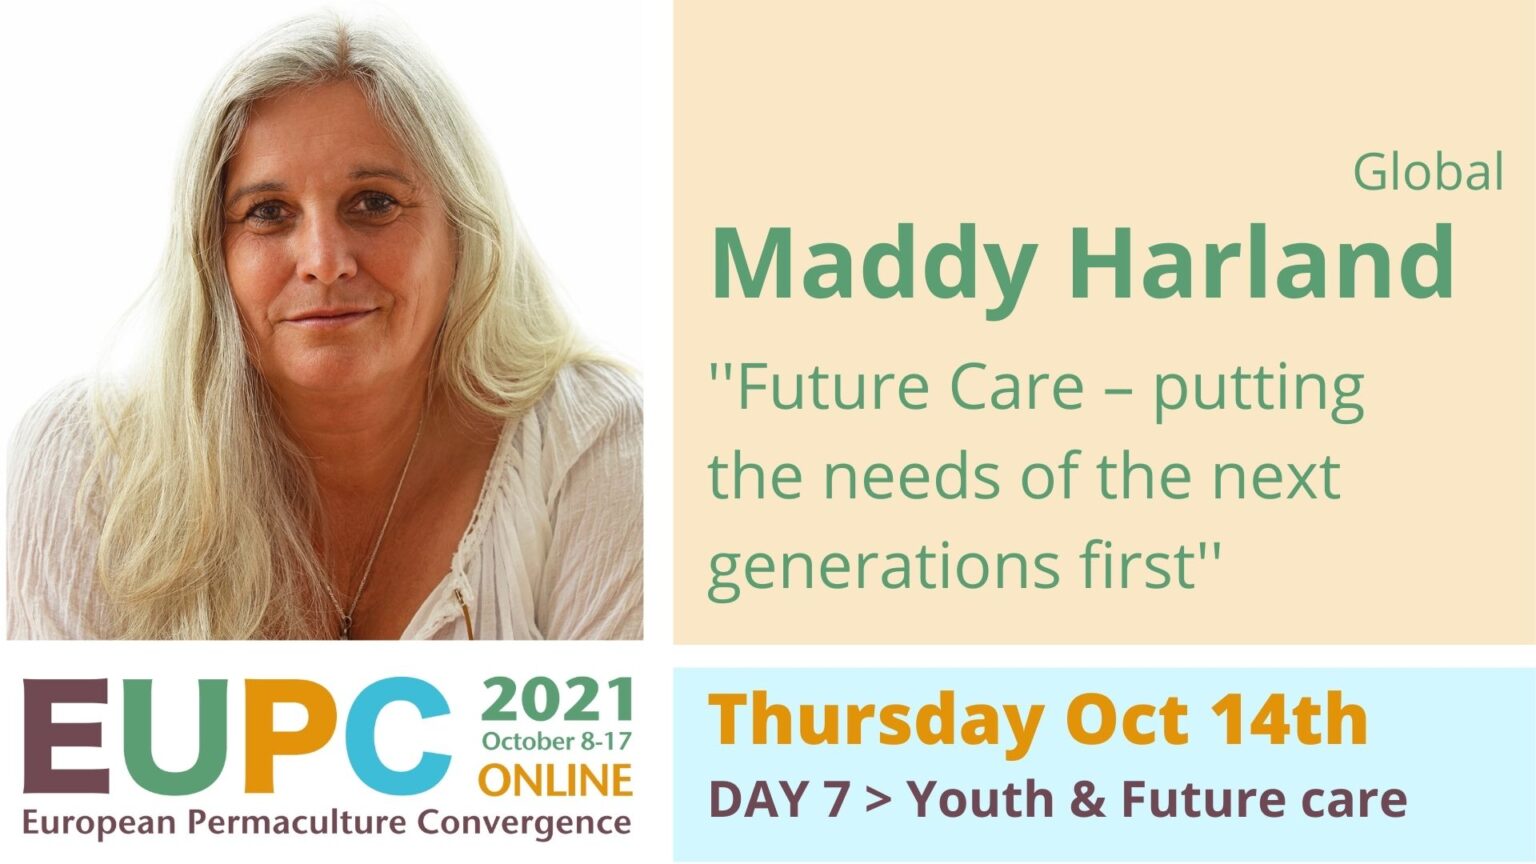 Global
Maddy Harland
''Future Care – putting
the needs of the next
generations first''
EUPC
2021
October 8-17
ONLINE
European Permaculture Convergence
Thursday Oct 14th
DAY 7 > Youth & Future care